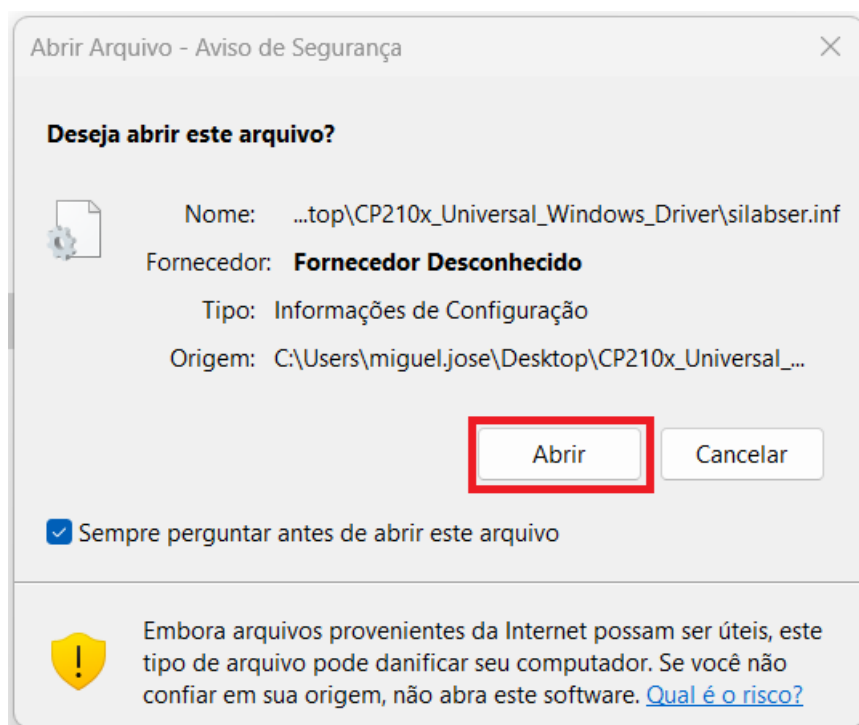 Abrir Arquivo - Aviso de Segurança
Deseja abrir este arquivo?
Nome: ...top\CP210x_Universal_Windows_Driver\silabser.inf
Fornecedor: Fornecedor Desconhecido
Tipo: Informações de Configuração
Origem: C:\Users\miguel.jose\Desktop\CP210x_Universal_...
Abrir Cancelar
Sempre perguntar antes de abrir este arquivo
Embora arquivos provenientes da Internet possam ser úteis, este
tipo de arquivo pode danificar seu computador. Se você não
confiar em sua origem, não abra este software. Qual é o risco?